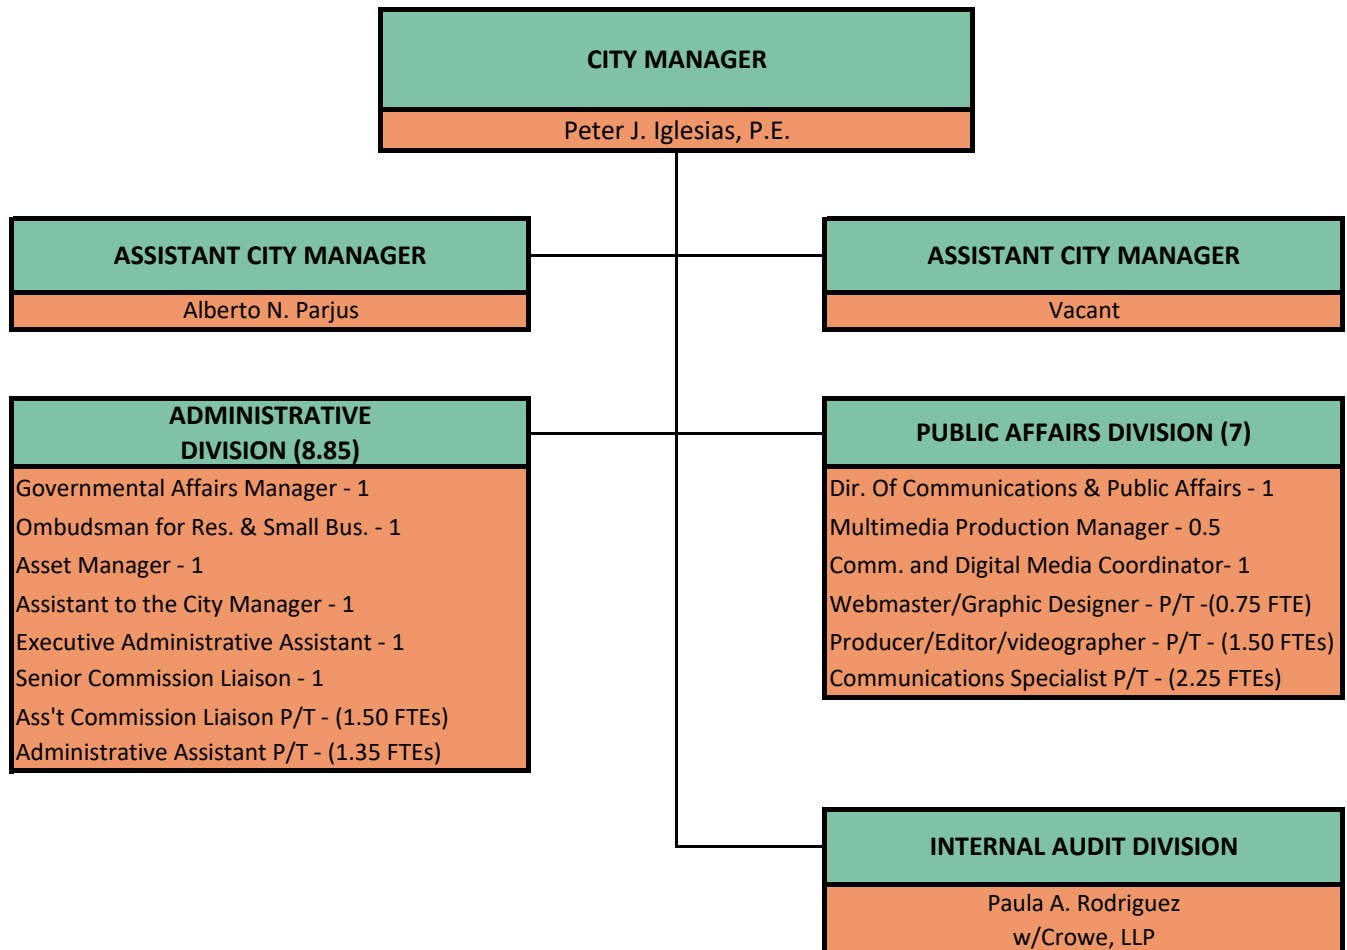 CITY MANAGER
Peter J. Iglesias, P.E.
ASSISTANT CITY MANAGER
Alberto N. Parjus
ASSISTANT CITY MANAGER
Vacant
ADMINISTRATIVE
DIVISION (8.85)
Governmental Affairs Manager - 1
Ombudsman for Res. & Small Bus. - 1
Asset Manager - 1
Assistant to the City Manager - 1
Executive Administrative Assistant - 1
Senior Commission Liaison - 1
Ass't Commission Liaison P/T - (1.50 FTEs)
Administrative Assistant P/T - (1.35 FTEs)
PUBLIC AFFAIRS DIVISION (7)
Dir. Of Communications & Public Affairs - 1
Multimedia Production Manager - 0.5
Comm. and Digital Media Coordinator- 1
Webmaster/Graphic Designer - P/T -(0.75 FTE)
Producer/Editor/videographer - P/T - (1.50 FTEs)
Communications Specialist P/T - (2.25 FTEs)
INTERNAL AUDIT DIVISION
Paula A. Rodriguez
w/Crowe, LLP